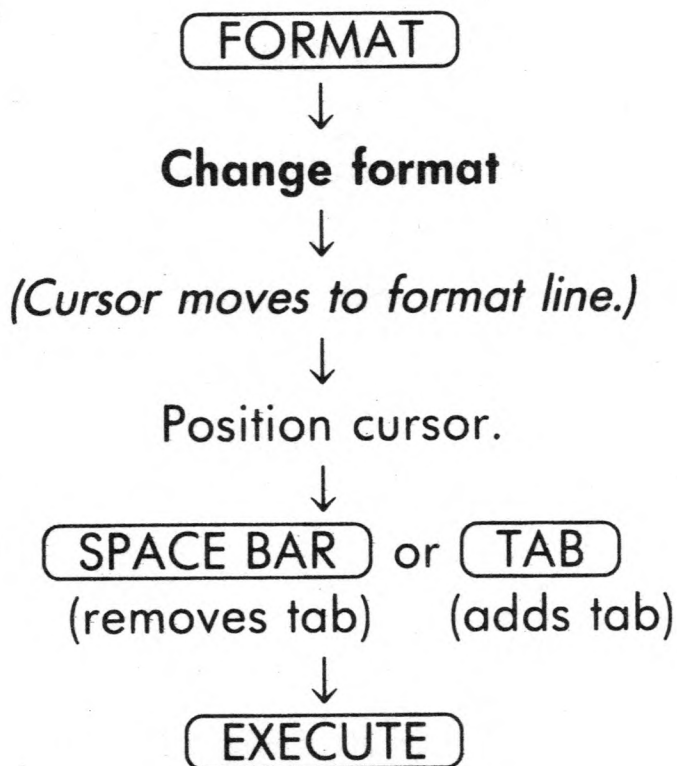 FORMAT
Change format
(Cursor moves to format line.)
Position cursor.
SPACE BAR or TAB
(removes tab) (adds tab)
EXECUTE